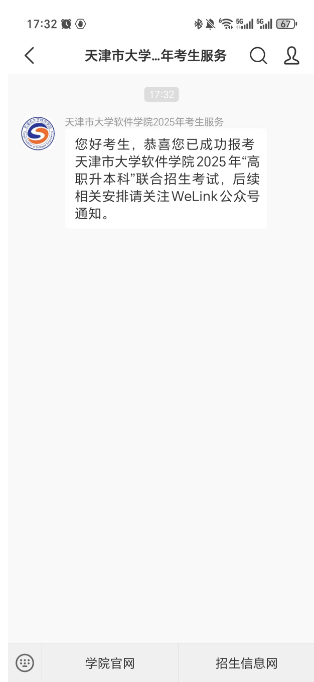 17:32
67
天津市大学...年考生服务
17:32
天津市大学软件学院2025年考生服务
您好考生，恭喜您已成功报考
天津市大学软件学院2025年“高
职升本科”联合招生考试，后续
相关安排请关注WeLink公众号
通知。
学院官网
招生信息网